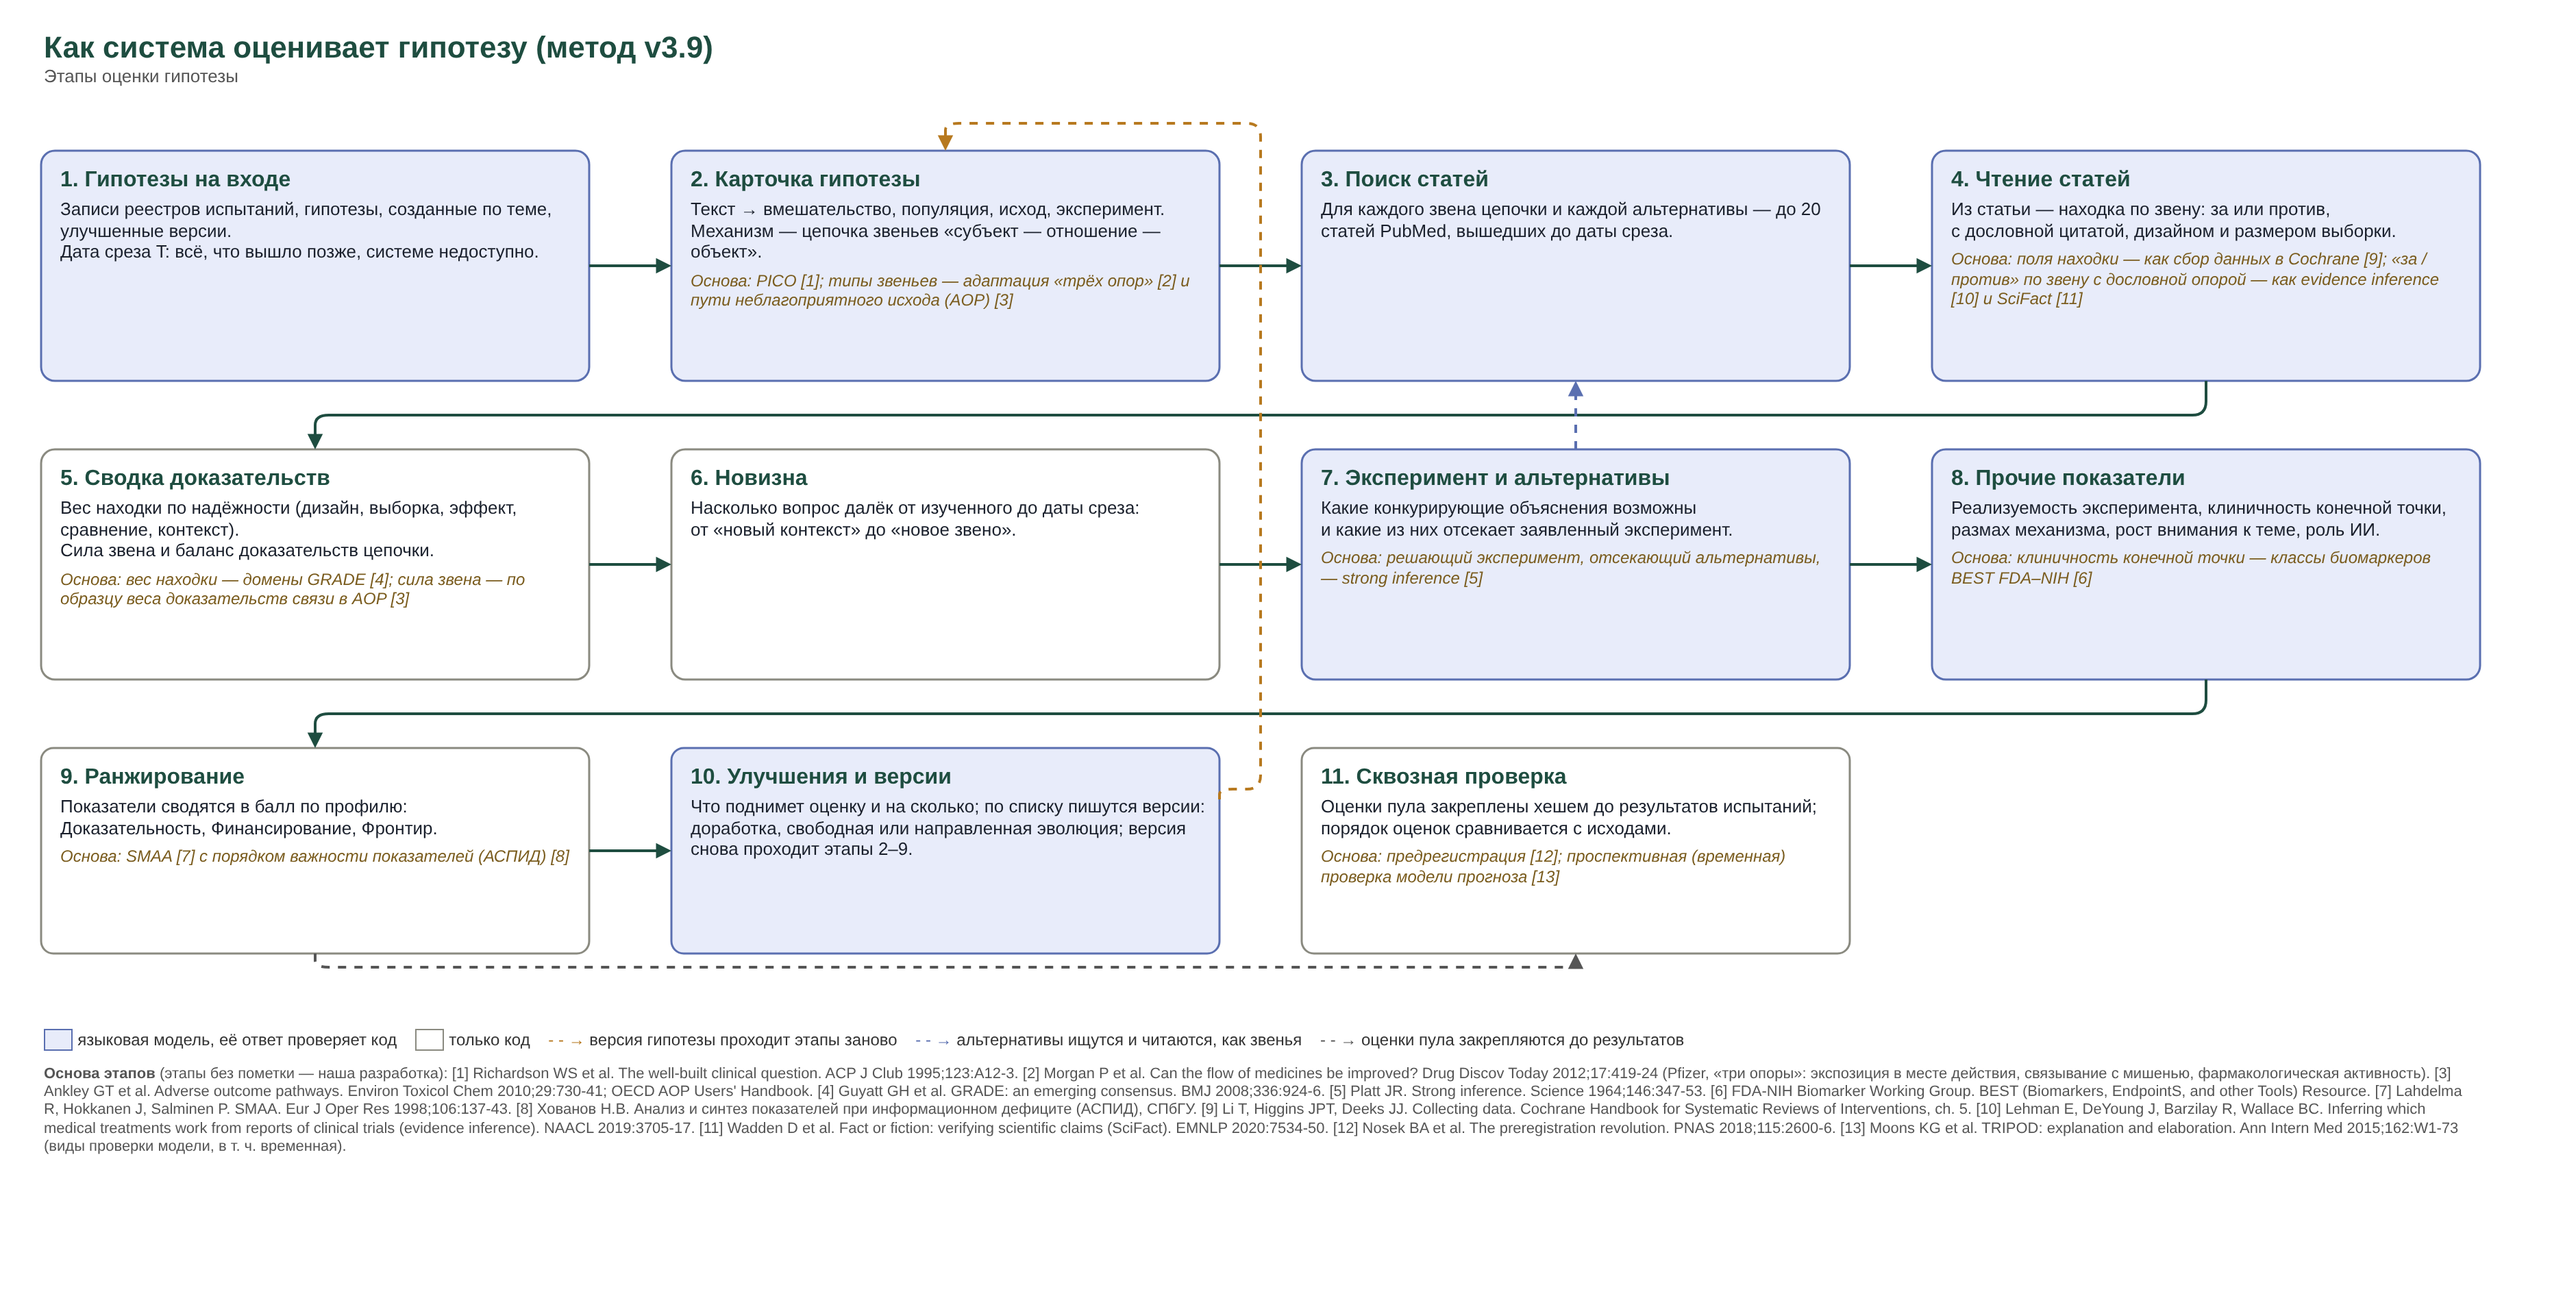 Как система оценивает гипотезу (метод v3.9)
Этапы оценки гипотезы
1. Гипотезы на входе
Записи реестров испытаний, гипотезы, созданные по теме,
улучшенные версии.
Дата среза T: всё, что вышло позже, системе недоступно.
2. Карточка гипотезы
Текст → вмешательство, популяция, исход, эксперимент.
Механизм — цепочка звеньев «субъект — отношение —
объект».
Основа: PICO [1]; типы звеньев — адаптация «трёх опор» [2] и
пути неблагоприятного исхода (AOP) [3]
3. Поиск статей
Для каждого звена цепочки и каждой альтернативы — до 20
статей PubMed, вышедших до даты среза.
4. Чтение статей
Из статьи — находка по звену: за или против,
с дословной цитатой, дизайном и размером выборки.
Основа: поля находки — как сбор данных в Cochrane [9]; «за /
против» по звену с дословной опорой — как evidence inference
[10] и SciFact [11]
5. Сводка доказательств
Вес находки по надёжности (дизайн, выборка, эффект,
сравнение, контекст).
Сила звена и баланс доказательств цепочки.
Основа: вес находки — домены GRADE [4]; сила звена — по
образцу веса доказательств связи в AOP [3]
6. Новизна
Насколько вопрос далёк от изученного до даты среза:
от «новый контекст» до «новое звено».
7. Эксперимент и альтернативы
Какие конкурирующие объяснения возможны
и какие из них отсекает заявленный эксперимент.
Основа: решающий эксперимент, отсекающий альтернативы,
— strong inference [5]
8. Прочие показатели
Реализуемость эксперимента, клиничность конечной точки,
размах механизма, рост внимания к теме, роль ИИ.
Основа: клиничность конечной точки — классы биомаркеров
BEST FDA–NIH [6]
9. Ранжирование
Показатели сводятся в балл по профилю:
Доказательность, Финансирование, Фронтир.
Основа: SMAA [7] с порядком важности показателей (АСПИД) [8]
10. Улучшения и версии
Что поднимет оценку и на сколько; по списку пишутся версии:
доработка, свободная или направленная эволюция; версия
снова проходит этапы 2–9.
11. Сквозная проверка
Оценки пула закреплены хешем до результатов испытаний;
порядок оценок сравнивается с исходами.
Основа: предрегистрация [12]; проспективная (временная)
проверка модели прогноза [13]
языковая модель, её ответ проверяет код только код - - → версия гипотезы проходит этапы заново - - → альтернативы ищутся и читаются, как звенья - - → оценки пула закрепляются до результатов
Основа этапов (этапы без пометки — наша разработка): [1] Richardson WS et al. The well-built clinical question. ACP J Club 1995;123:A12-3. [2] Morgan P et al. Can the flow of medicines be improved? Drug Discov Today 2012;17:419-24 (Pfizer, «три опоры»: экспозиция в месте действия, связывание с мишенью, фармакологическая активность). [3]
Ankley GT et al. Adverse outcome pathways. Environ Toxicol Chem 2010;29:730-41; OECD AOP Users' Handbook. [4] Guyatt GH et al. GRADE: an emerging consensus. BMJ 2008;336:924-6. [5] Platt JR. Strong inference. Science 1964;146:347-53. [6] FDA-NIH Biomarker Working Group. BEST (Biomarkers, EndpointS, and other Tools) Resource. [7] Lahdelma
R, Hokkanen J, Salminen P. SMAA. Eur J Oper Res 1998;106:137-43. [8] Хованов Н.В. Анализ и синтез показателей при информационном дефиците (АСПИД), СПбГУ. [9] Li T, Higgins JPT, Deeks JJ. Collecting data. Cochrane Handbook for Systematic Reviews of Interventions, ch. 5. [10] Lehman E, DeYoung J, Barzilay R, Wallace BC. Inferring which
medical treatments work from reports of clinical trials (evidence inference). NAACL 2019:3705-17. [11] Wadden D et al. Fact or fiction: verifying scientific claims (SciFact). EMNLP 2020:7534-50. [12] Nosek BA et al. The preregistration revolution. PNAS 2018;115:2600-6. [13] Moons KG et al. TRIPOD: explanation and elaboration. Ann Intern Med 2015;162:W1-73
(виды проверки модели, в т. ч. временная).